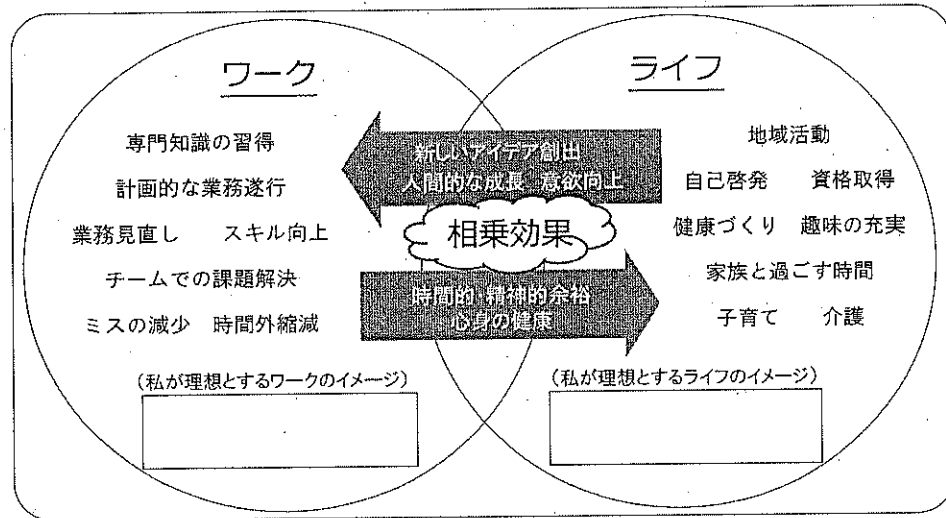 ワーク
専門知識の習得
計画的な業務遂行
業務見直し スキル向上
チームでの課題解決
ミスの減少 時間外縮減
(私が理想とするワークのイメージ)
新しいアイデア創出
人間的な成長 意欲向上
相乗効果
時間的・精神的余裕
心身の健康
ライフ
地域活動
自己啓発 資格取得
健康づくり 趣味の充実
家族と過ごす時間
子育て 介護
(私が理想とするライフのイメージ)